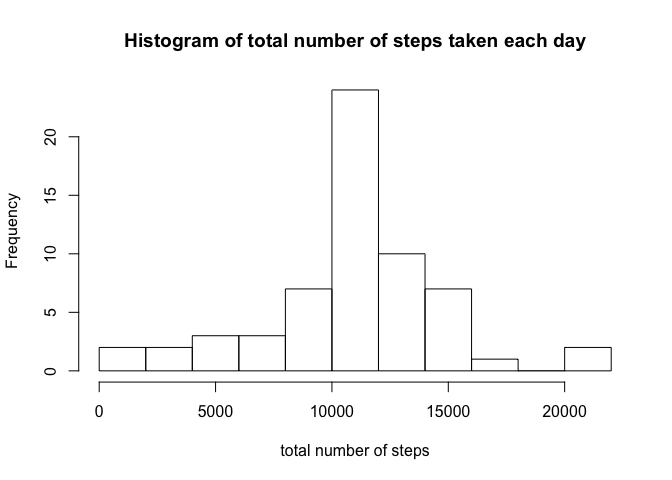 Histogram of total number of steps taken each day
Frequency
20
15
10
5
0
0 5000 10000 15000 20000
total number of steps